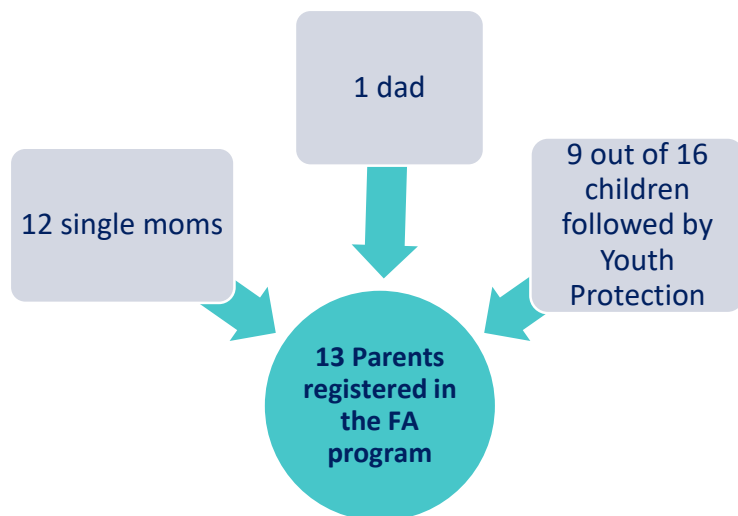 1 dad
12 single moms
9 out of 16
children
followed by
Youth
Protection
13 Parents
registered in
the FA
program